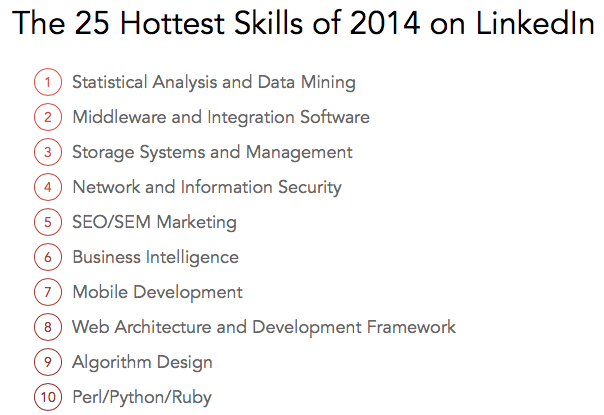 The 25 Hottest Skills of 2014 on LinkedIn
1 Statistical Analysis and Data Mining
2 Middleware and Integration Software
3 Storage Systems and Management
4 Network and Information Security
5 SEO/SEM Marketing
6 Business Intelligence
7 Mobile Development
8 Web Architecture and Development Framework
9 Algorithm Design
10 Perl/Python/Ruby